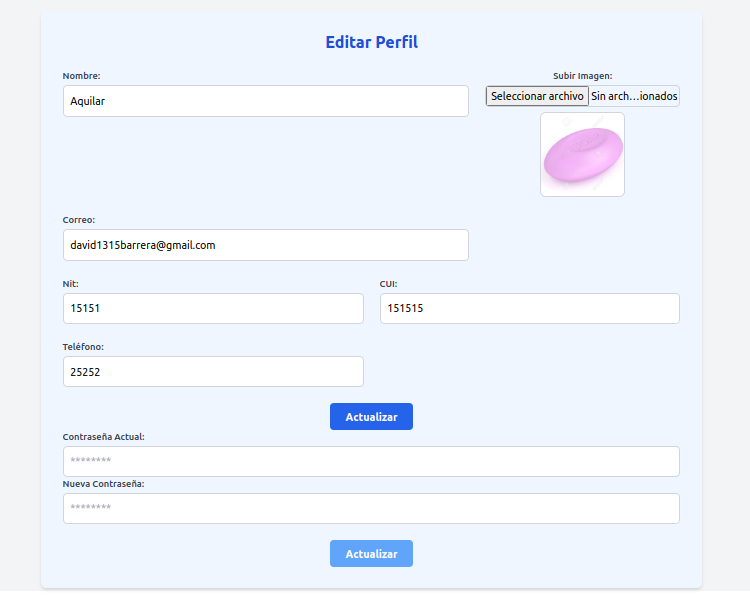 Editar Perfil
Nombre:
Subir Imagen:
Aquilar
Seleccionar archivo Sin arch...ionados
Correo:
david1315barrera@gmail.com
Nit:
CUI:
15151
151515
Teléfono:
25252
Actualizar
Contraseña Actual:
********
Nueva Contraseña:
********
Actualizar